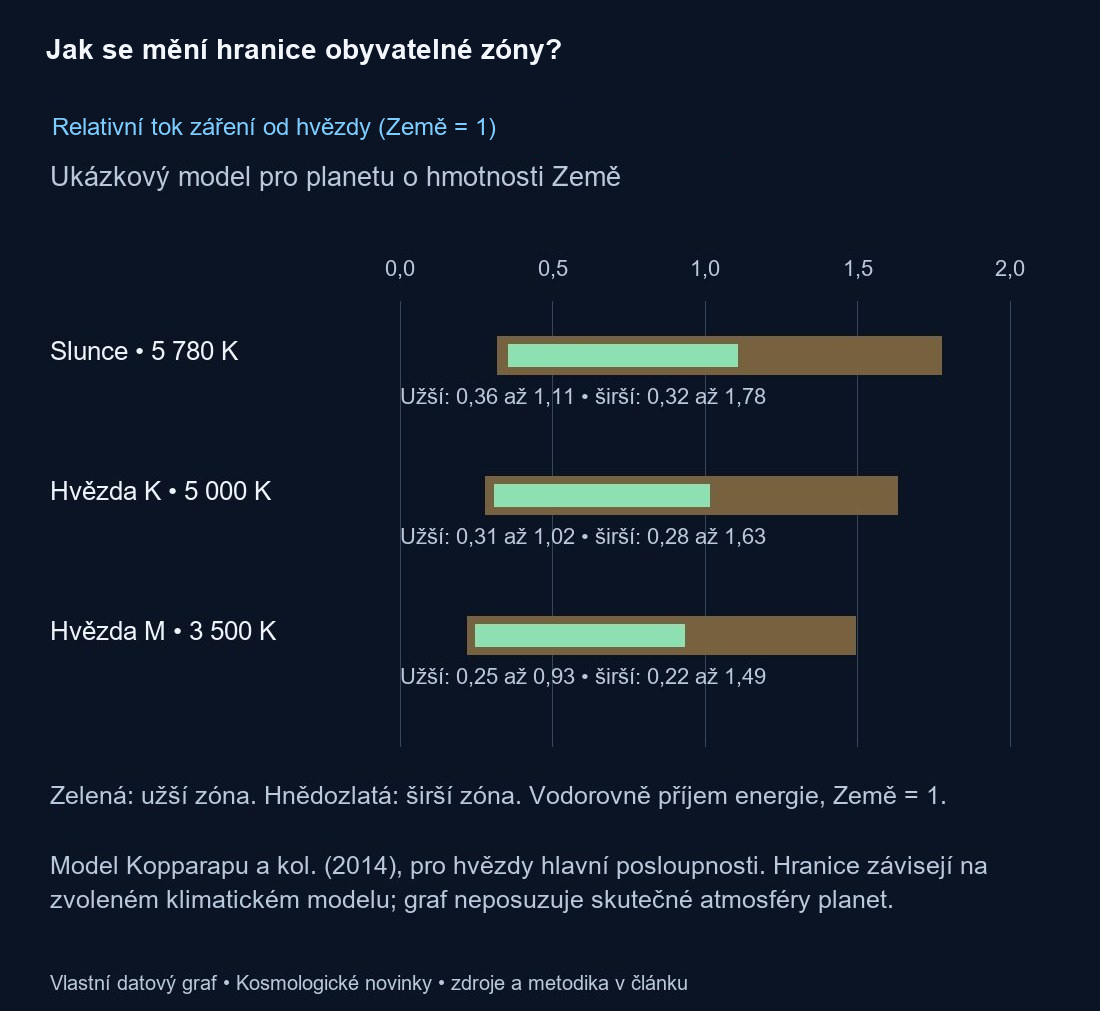 Jak se mění hranice obyvatelné zóny?
Relativní tok záření od hvězdy (Země = 1)
Ukázkový model pro planetu o hmotnosti Země
0,0 0,5 1,0 1,5 2,0
Slunce • 5 780 K
Užší: 0,36 až 1,11 • širší: 0,32 až 1,78
Hvězda K • 5 000 K
Užší: 0,31 až 1,02 • širší: 0,28 až 1,63
Hvězda M • 3 500 K
Užší: 0,25 až 0,93 • širší: 0,22 až 1,49
Zelená: užší zóna. Hnědozlatá: širší zóna. Vodorovně příjem energie, Země = 1.
Model Kopparapu a kol. (2014), pro hvězdy hlavní posloupnosti. Hranice závisejí na
zvoleném klimatickém modelu; graf neposuzuje skutečné atmosféry planet.
Vlastní datový graf • Kosmologické novinky • zdroje a metodika v článku